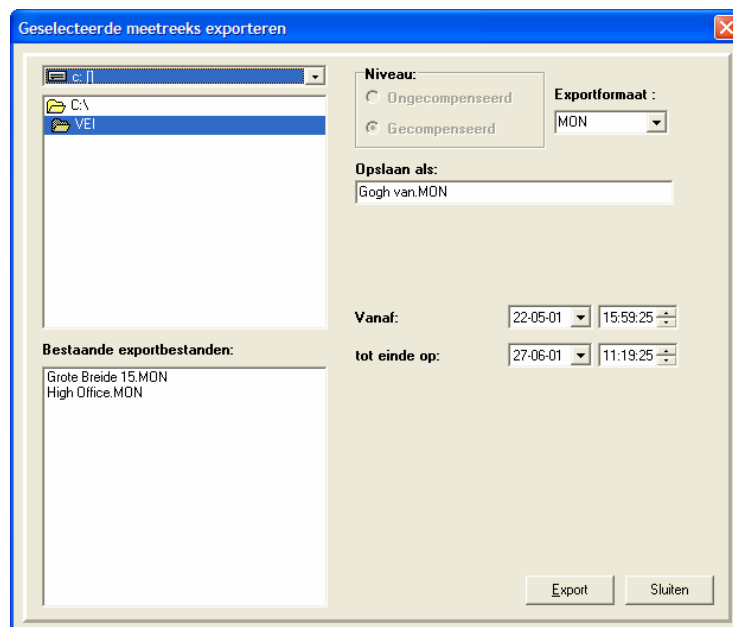 Geselecteerde meetreeks exporteren
c: []
C:\
VEI
Niveau:
Ongecompenseerd
Gecompenseerd
Exportformaat :
MON
Opslaan als:
Gogh van.MON
Vanaf:
22-05-01
15:59:25
tot einde op:
27-06-01
11:19:25
Bestaande exportbestanden:
Grote Breide 15.MON
High Office.MON
Export
Sluiten